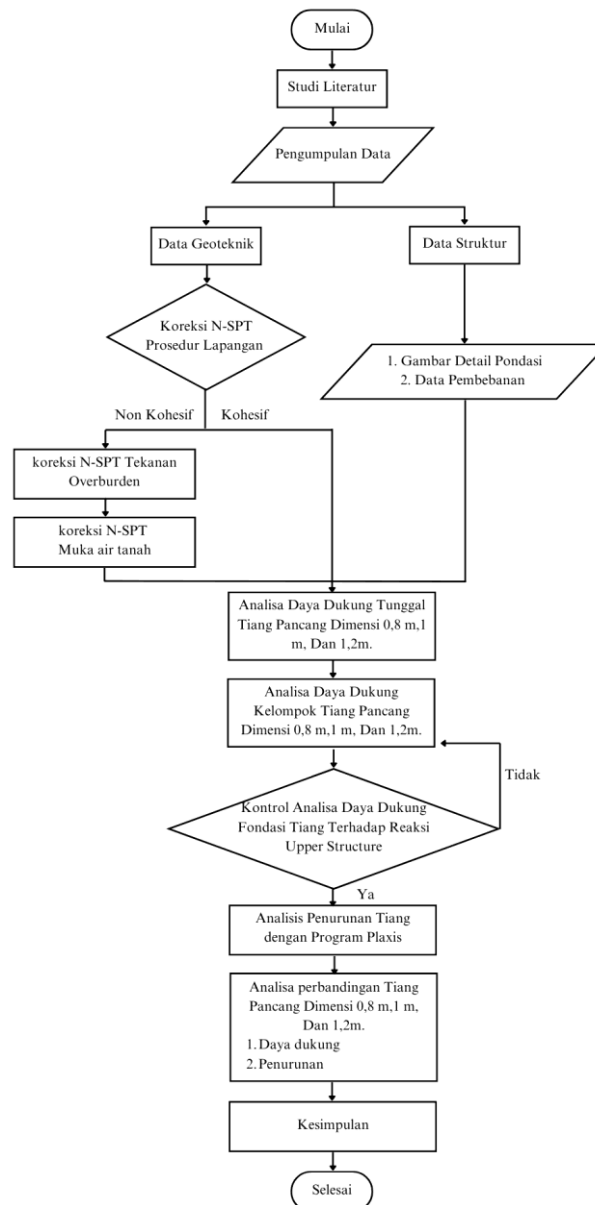 Mulai
Studi Literatur
Pengumpulan Data
Data Geoteknik
Data Struktur
Koreksi N-SPT
Prosedur Lapangan
1. Gambar Detail Pondasi
2. Data Pembebanan
Non Kohesif
Kohesif
koreksi N-SPT Tekanan
Overburden
koreksi N-SPT
Muka air tanah
Analisa Daya Dukung Tunggal
Tiang Pancang Dimensi 0,8 m,1
m, Dan 1,2m.
Analisa Daya Dukung
Kelompok Tiang Pancang
Dimensi 0,8 m,1 m, Dan 1,2m.
Tidak
Kontrol Analisa Daya Dukung
Fondasi Tiang Terhadap Reaksi
Upper Structure
Ya
Analisis Penurunan Tiang
dengan Program Plaxis
Analisa perbandingan Tiang
Pancang Dimensi 0,8 m,1 m,
Dan 1,2m.
1. Daya dukung
2. Penurunan
Kesimpulan
Selesai